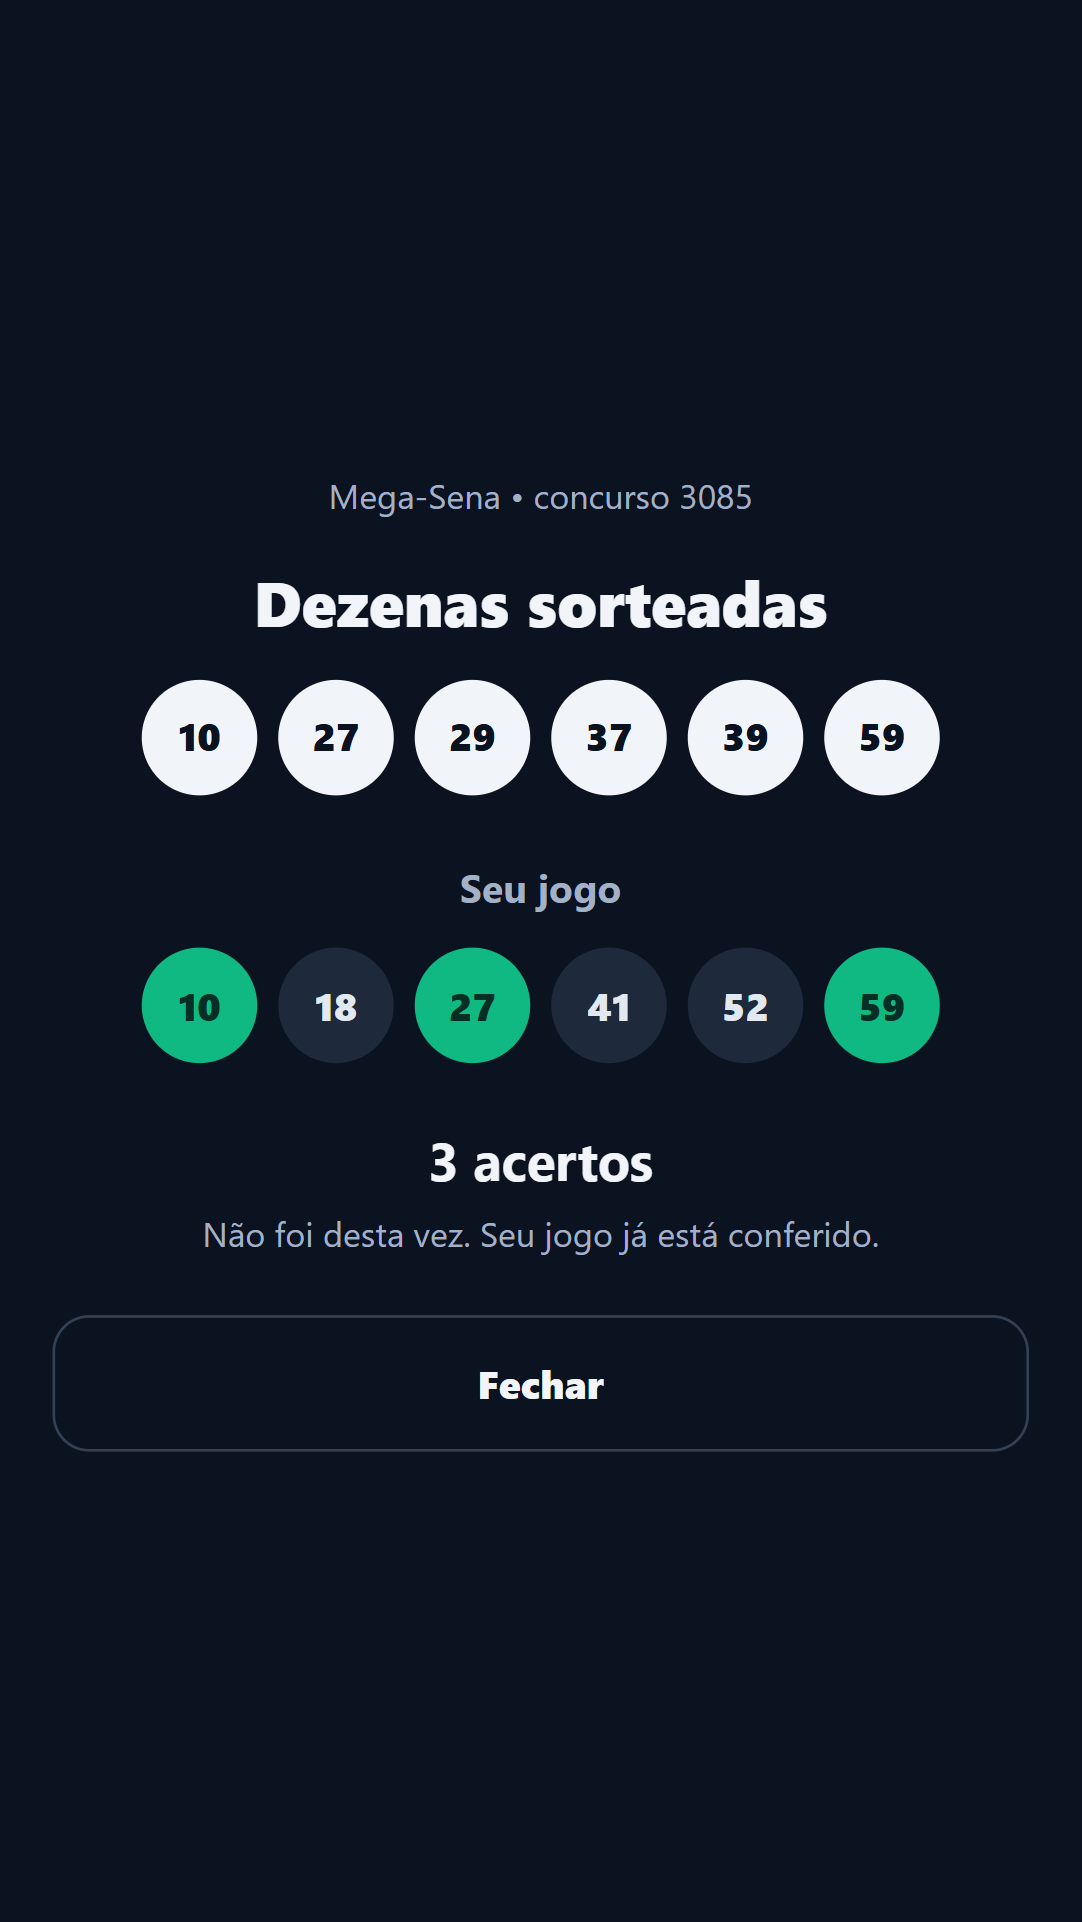 Mega-Sena • concurso 3085
Dezenas sorteadas
10 27 29 37 39 59
Seu jogo
10 18 27 41 52 59
3 acertos
Não foi desta vez. Seu jogo já está conferido.
Fechar